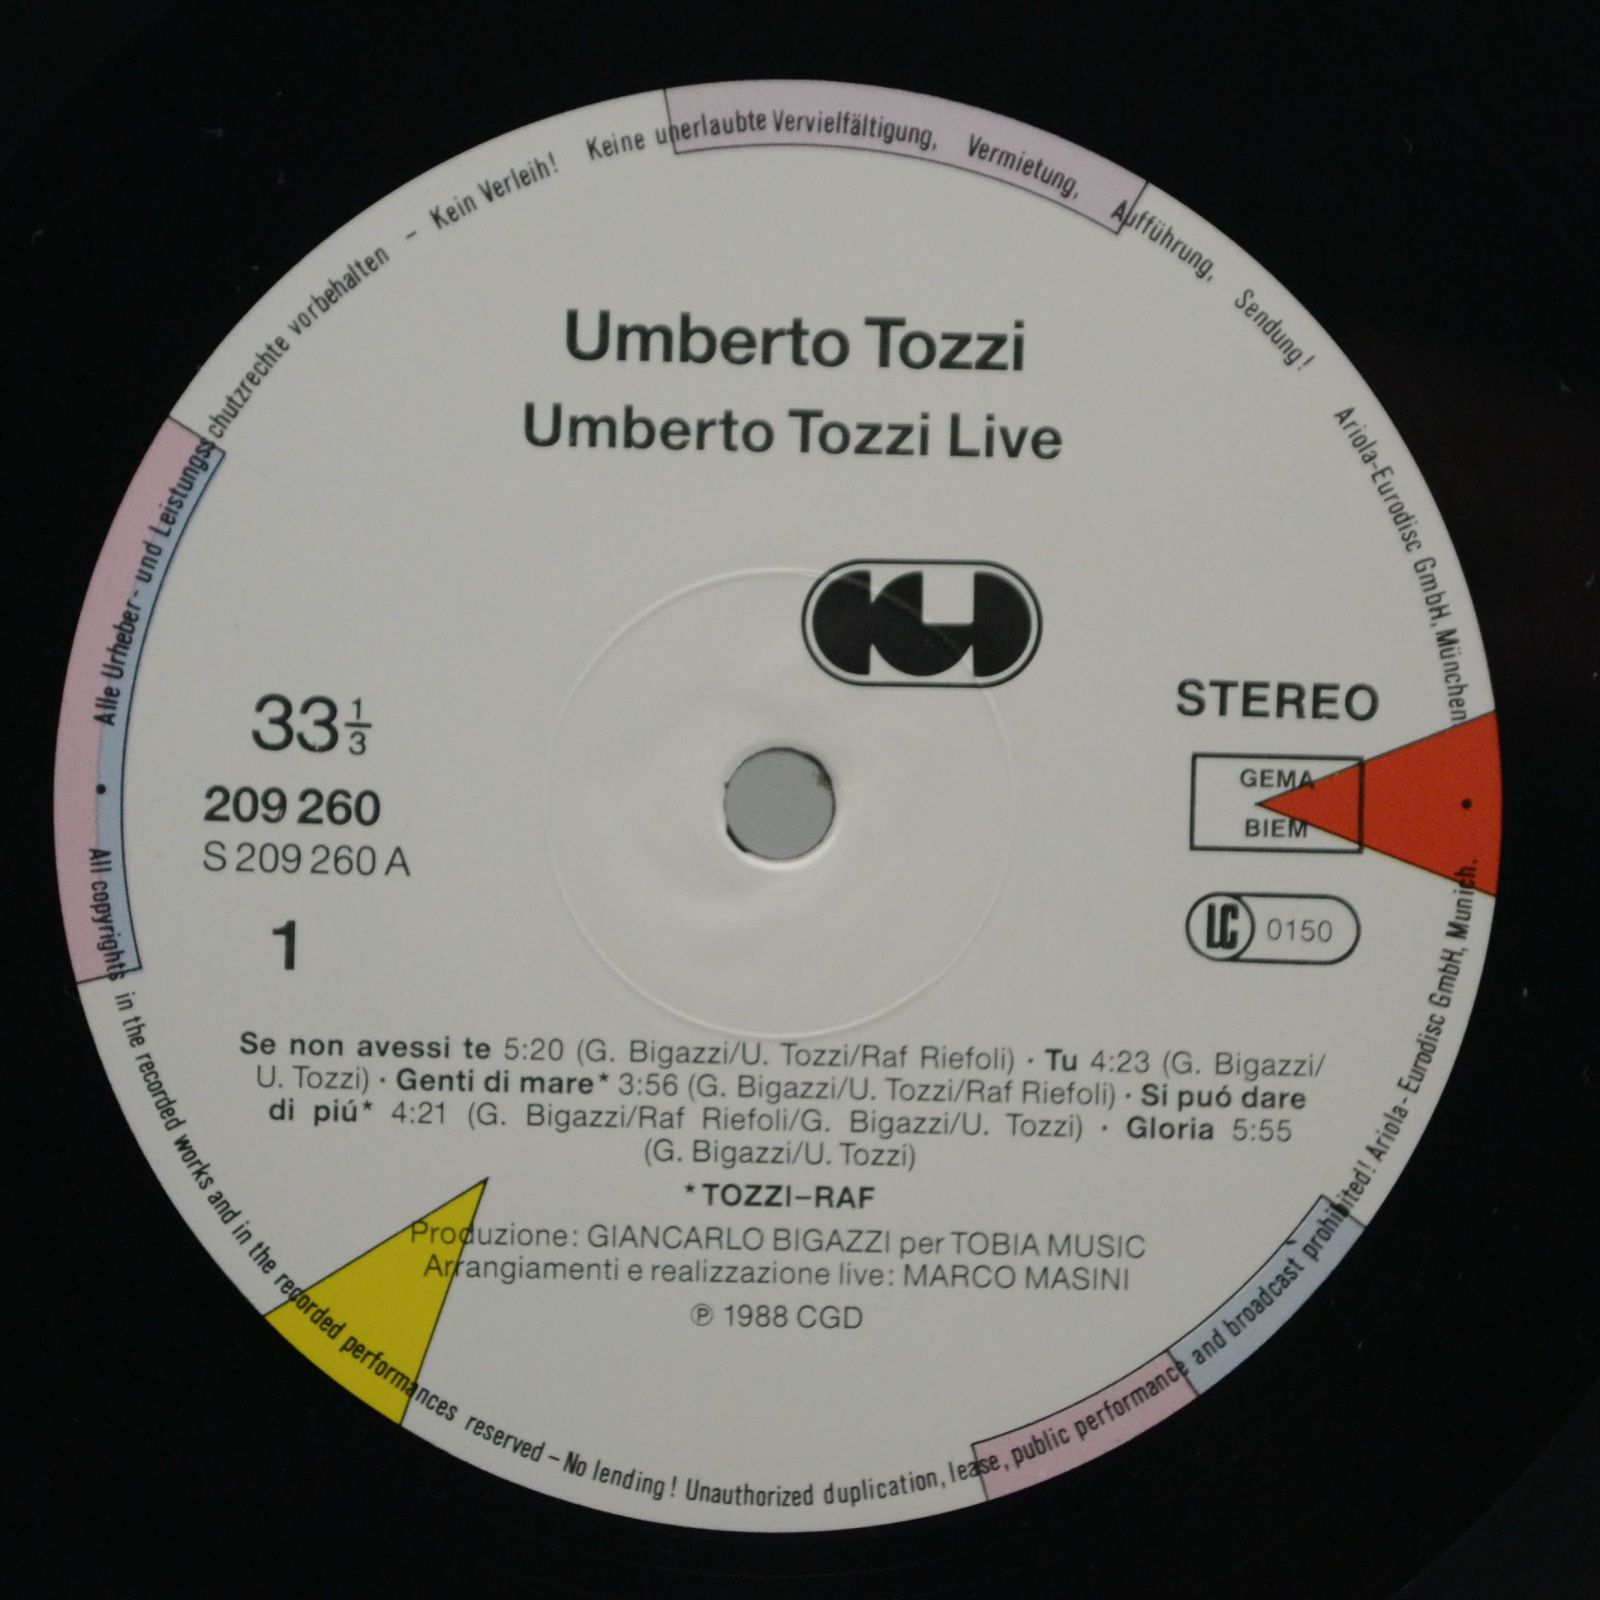 Umberto Tozzi
Umberto Tozzi Live
CGD
33 1/3
209 260
S 209 260 A
1
STEREO
GEMA
BIEM
LC 0150
Se non avessi te 5:20 (G. Bigazzi/U. Tozzi/Raf Riefoli) · Tu 4:23 (G. Bigazzi/
U. Tozzi) · Genti di mare* 3:56 (G. Bigazzi/U. Tozzi/Raf Riefoli) · Si puó dare
di piú* 4:21 (G. Bigazzi/Raf Riefoli/G. Bigazzi/U. Tozzi) · Gloria 5:55
(G. Bigazzi/U. Tozzi)
*TOZZI–RAF
Produzione: GIANCARLO BIGAZZI per TOBIA MUSIC
Arrangiamenti e realizzazione live: MARCO MASINI
℗ 1988 CGD
• Alle Urheber- und Leistungsschutzrechte vorbehalten – Kein Verleih! Keine unerlaubte Vervielfältigung, Vermietung, Aufführung, Sendung! Ariola-Eurodisc GmbH, München. •
All copyrights in the recorded works and in the recorded performances reserved – No lending! Unauthorized duplication, lease, public performance and broadcast prohibited! Ariola-Eurodisc GmbH, Munich.